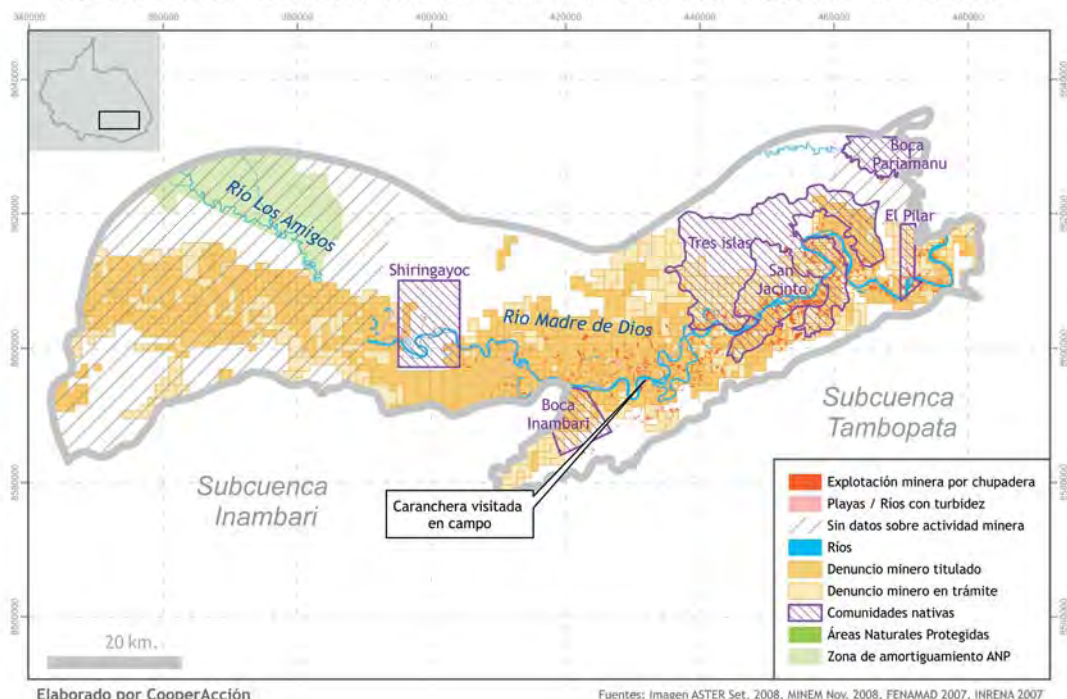 380000
400000
420000
440000
460000
480000
Río Los Amigos
Shiringayoc
Río Madre de Dios
Boca
Inambari
Tres islas
San
Jacinto
Boca
Pariamanu
El Pilar
Subcuenca
Inambari
Subcuenca
Tambopata
Caranchera visitada
en campo
Explotación minera por chupadera
Playas / Ríos con turbidez
Sin datos sobre actividad minera
Ríos
Denuncio minero titulado
Denuncio minero en trámite
Comunidades nativas
Áreas Naturales Protegidas
Zona de amortiguamiento ANP
20 km.
Elaborado por CooperAcción
Fuentes: Imagen ASTER Set. 2008, MINEM Nov. 2008, FENAMAD 2007, INRENA 2007